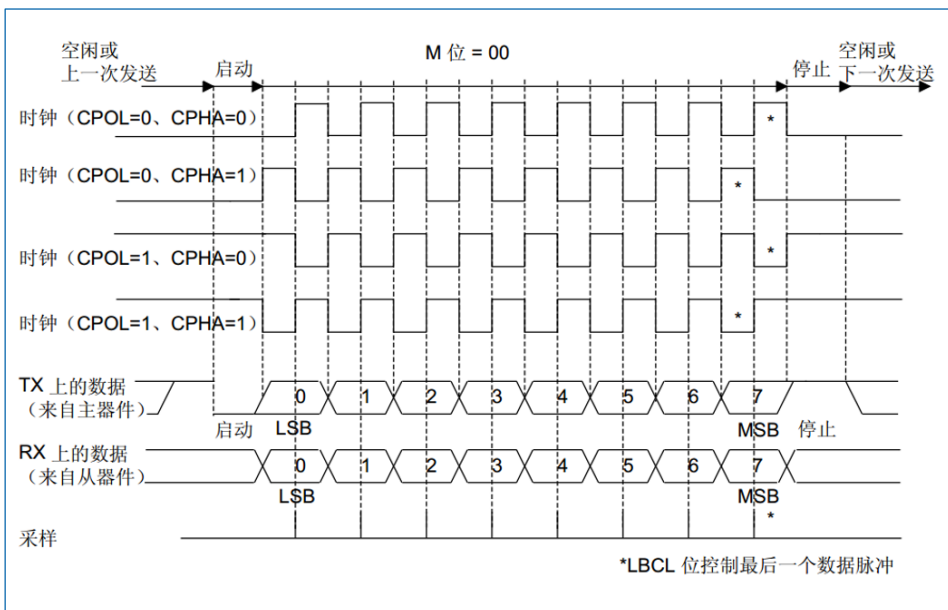 空闲或
上一次发送
启动
M 位 = 00
停止
空闲或
下一次发送
时钟（CPOL=0、CPHA=0）
*
时钟（CPOL=0、CPHA=1）
*
时钟（CPOL=1、CPHA=0）
*
时钟（CPOL=1、CPHA=1）
*
TX 上的数据
（来自主器件）
0 1 2 3 4 5 6 7
启动 LSB MSB 停止
RX 上的数据
（来自从器件）
0 1 2 3 4 5 6 7
LSB MSB
*
采样
*LBCL 位控制最后一个数据脉冲